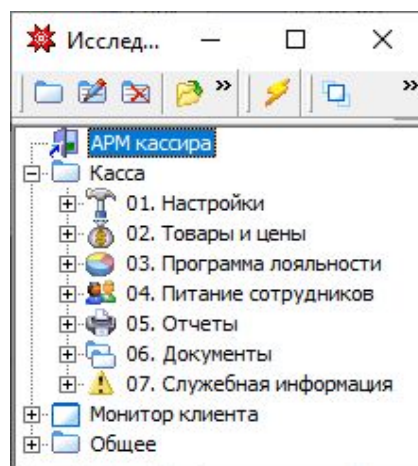 Исслед...
АРМ кассира
Касса
01. Настройки
02. Товары и цены
03. Программа лояльности
04. Питание сотрудников
05. Отчеты
06. Документы
07. Служебная информация
Монитор клиента
Общее